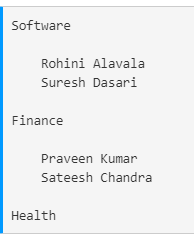 Software
Rohini Alavala
Suresh Dasari
Finance
Praveen Kumar
Sateesh Chandra
Health